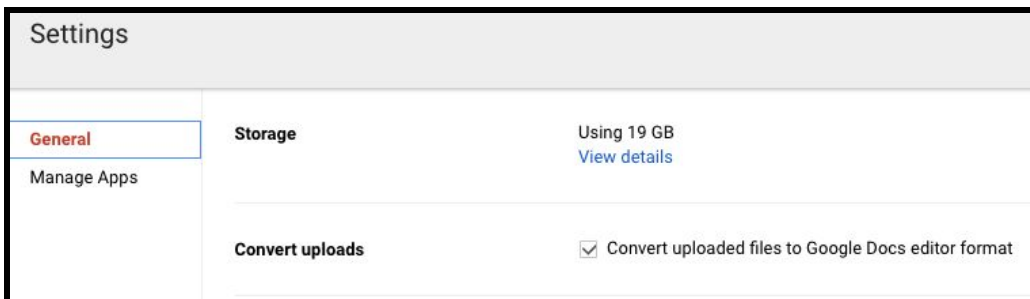 Settings
General
Manage Apps
Storage
Using 19 GB
View details
Convert uploads
Convert uploaded files to Google Docs editor format